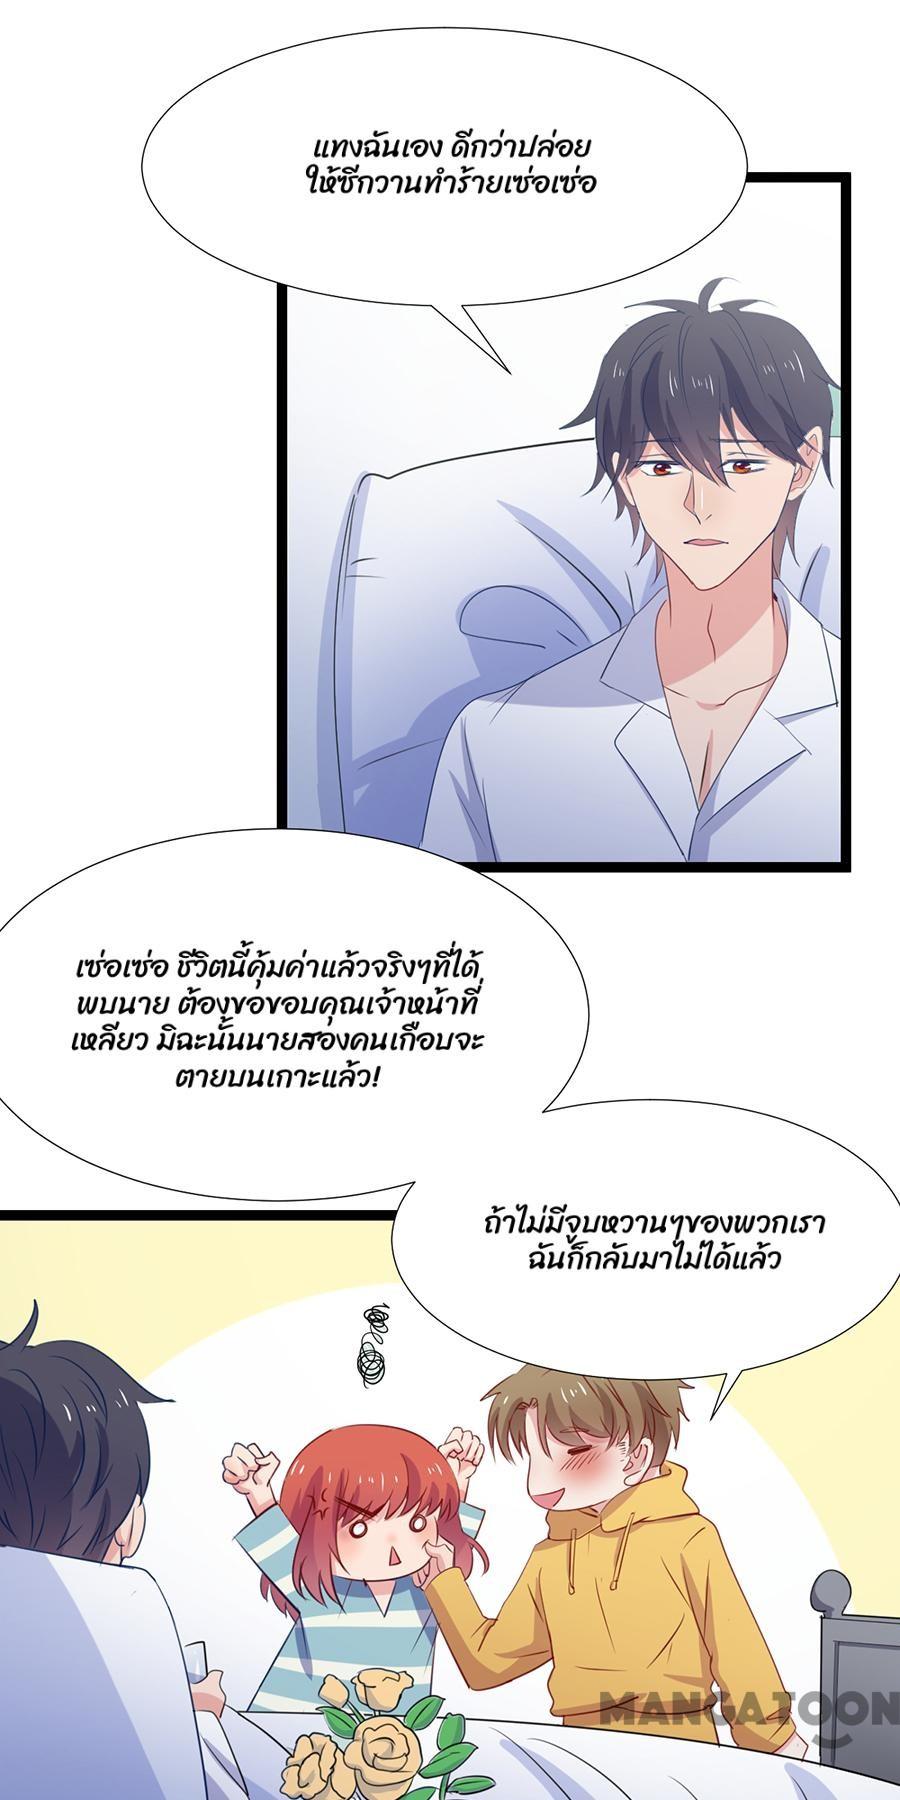 แทงฉันเอง ดีกว่าปล่อย
ให้ซีกวานทำร้ายเซ่อเซ่อ
เซ่อเซ่อ ชีวิตนี้คุ้มค่าแล้วจริงๆที่ได้
พบนาย ต้องขอขอบคุณเจ้าหน้าที่
เหลียว มิฉะนั้นนายสองคนเกือบจะ
ตายบนเกาะแล้ว!
ถ้าไม่มีจูบหวานๆของพวกเรา
ฉันก็กลับมาไม่ได้แล้ว
MANGATOON